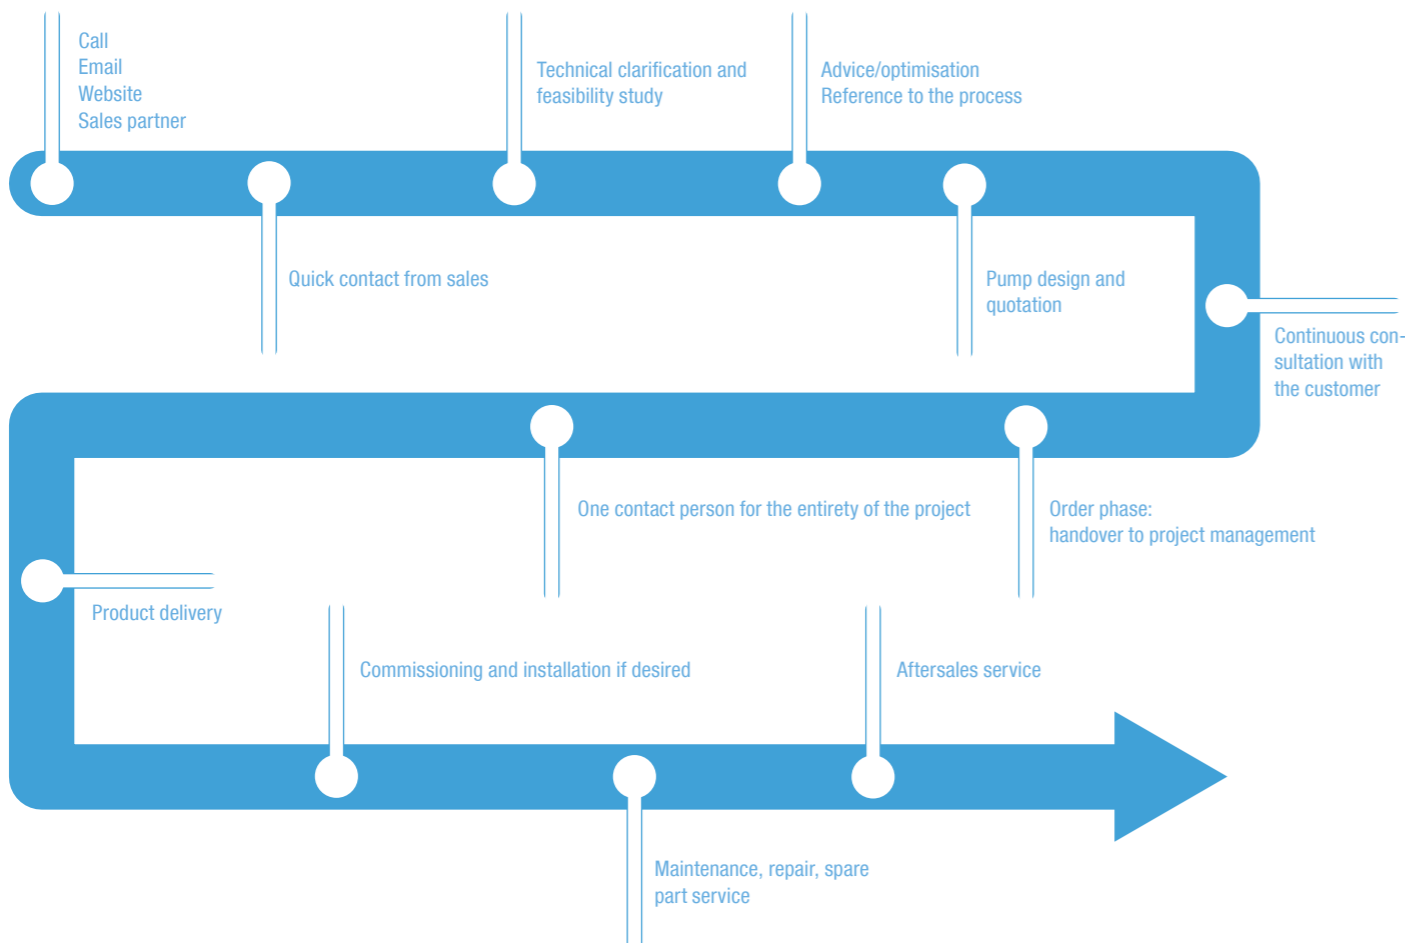 Call
Email
Website
Sales partner
Technical clarification and
feasibility study
Advice/optimisation
Reference to the process
Quick contact from sales
Pump design and
quotation
Continuous con-
sultation with
the customer
One contact person for the entirety of the project
Order phase:
handover to project management
Product delivery
Commissioning and installation if desired
Aftersales service
Maintenance, repair, spare
part service